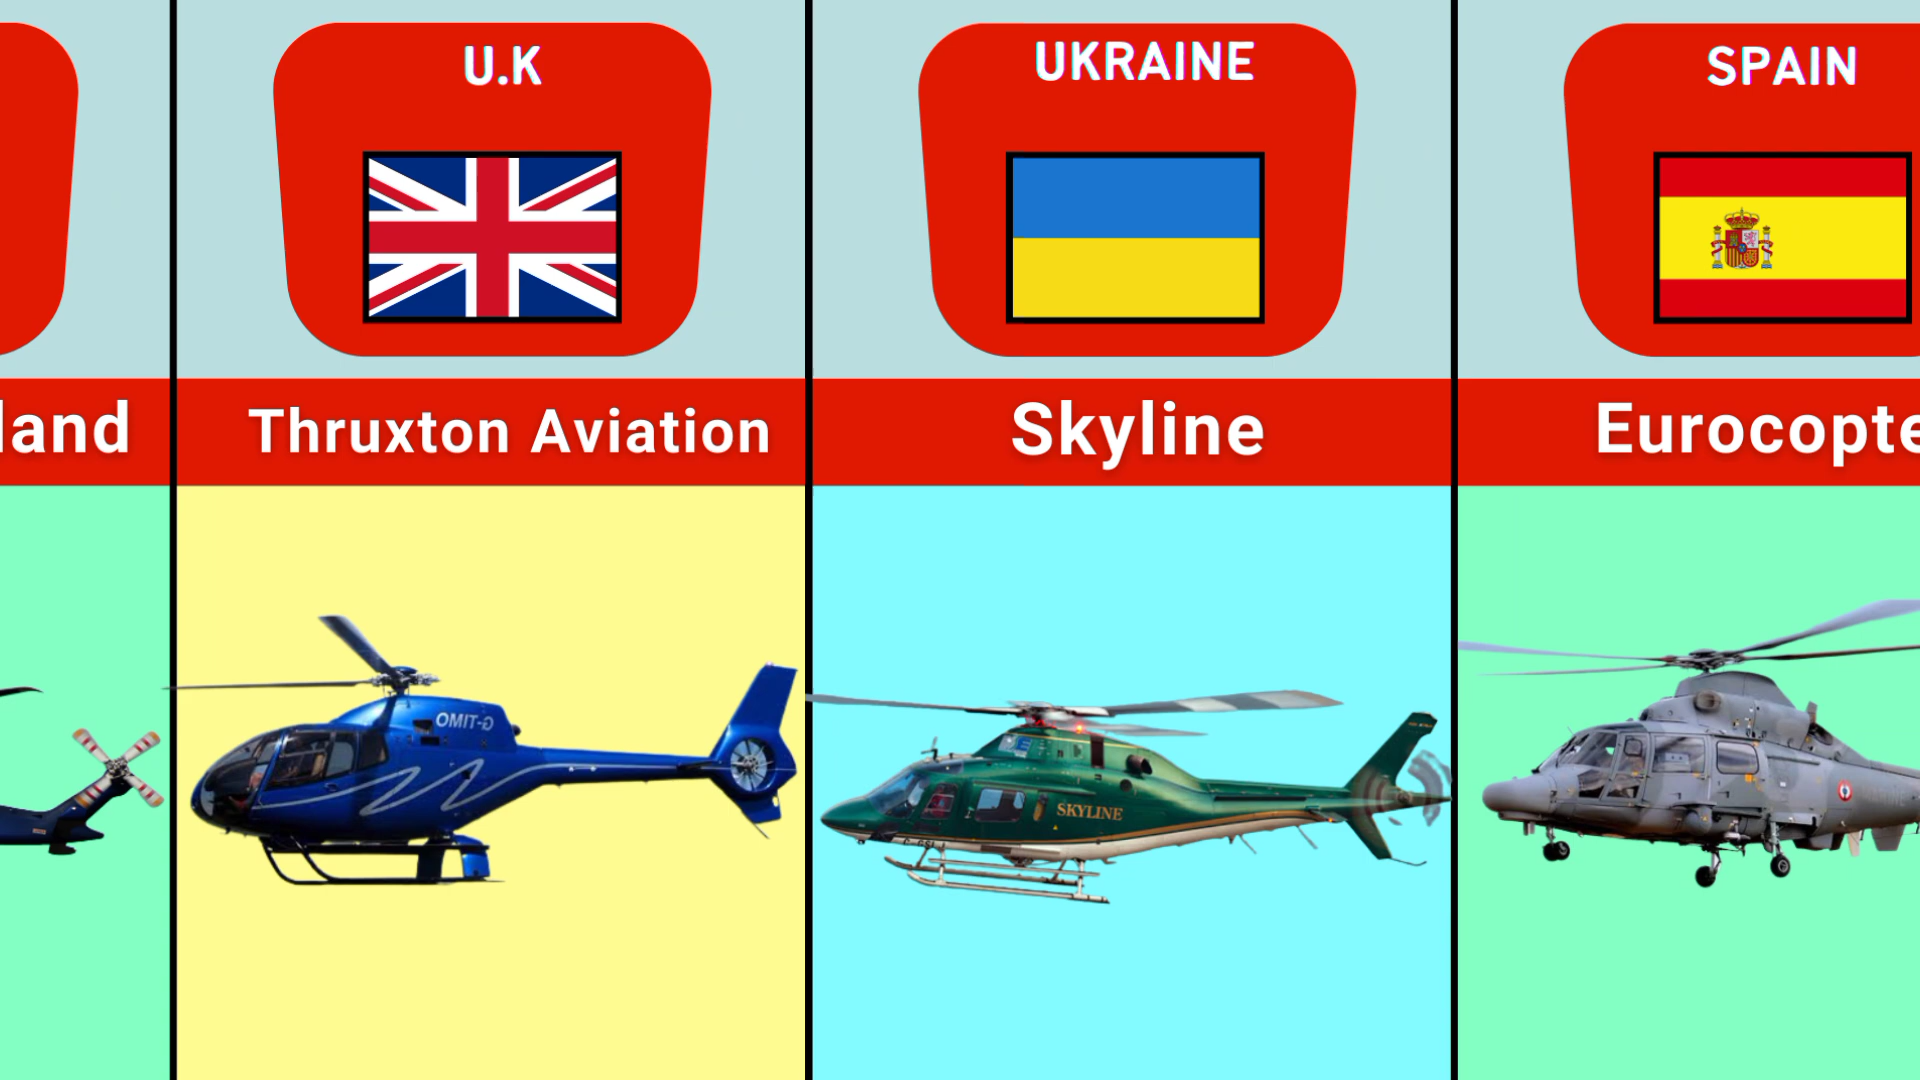 U.K
UKRAINE
SPAIN
land
Thruxton Aviation
Skyline
Eurocopte
OMIT-G
SKYLINE